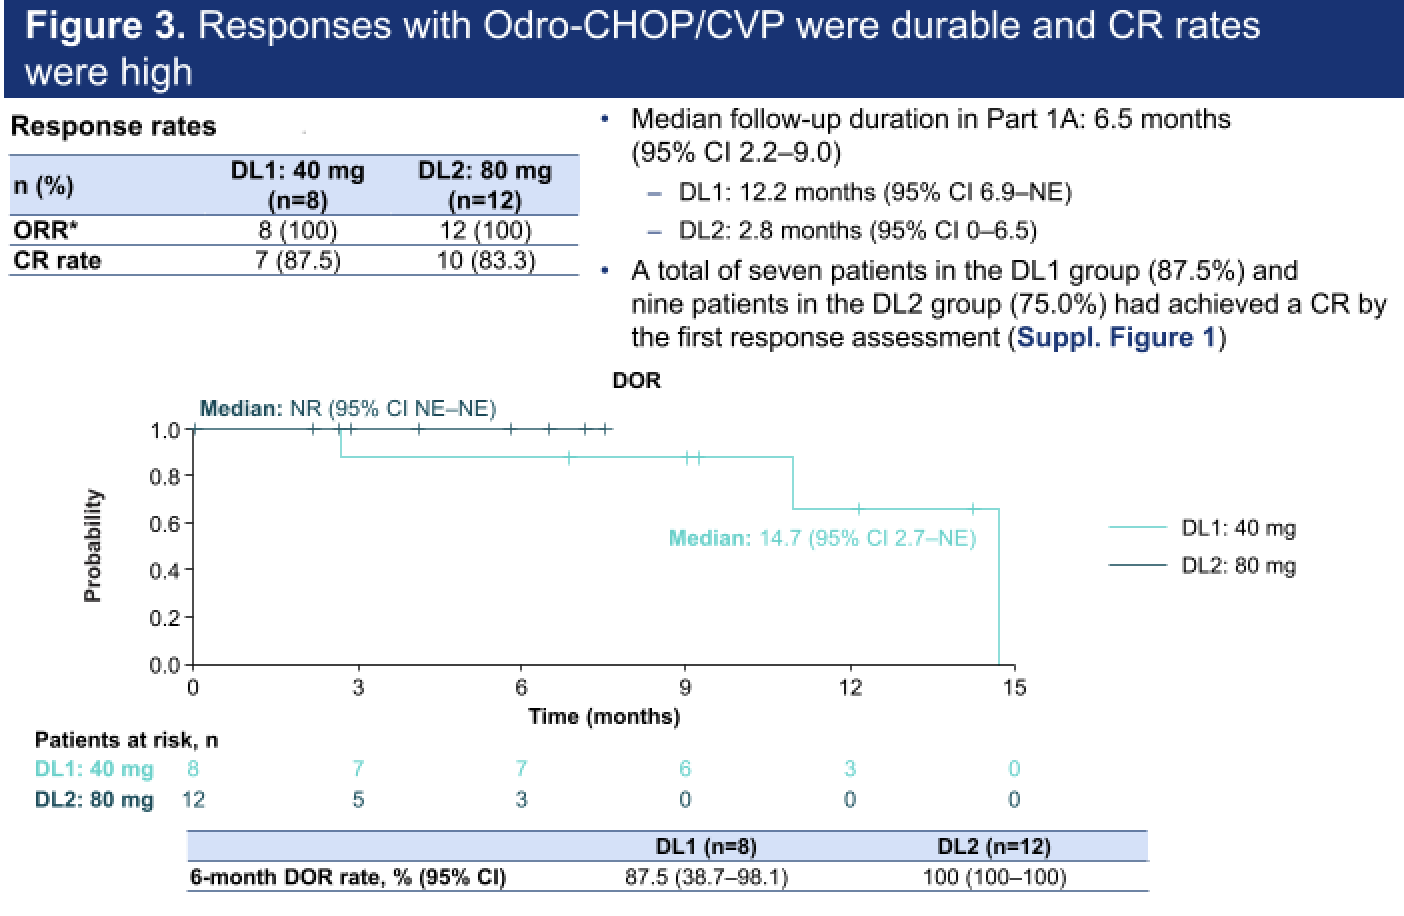 Figure 3. Responses with Odro-CHOP/CVP were durable and CR rates
were high
Response rates
n (%)
DL1: 40 mg
(n=8)
DL2: 80 mg
(n=12)
ORR* 8 (100) 12 (100)
CR rate 7 (87.5) 10 (83.3)
• Median follow-up duration in Part 1A: 6.5 months
(95% CI 2.2–9.0)
– DL1: 12.2 months (95% CI 6.9–NE)
– DL2: 2.8 months (95% CI 0–6.5)
• A total of seven patients in the DL1 group (87.5%) and
nine patients in the DL2 group (75.0%) had achieved a CR by
the first response assessment (Suppl. Figure 1)
DOR
Median: NR (95% CI NE–NE)
1.0
0.8
0.6
0.4
0.2
0.0
Probability
Median: 14.7 (95% CI 2.7–NE)
DL1: 40 mg
DL2: 80 mg
0 3 6 9 12 15
Time (months)
Patients at risk, n
DL1: 40 mg 8 7 7 6 3 0
DL2: 80 mg 12 5 3 0 0 0
DL1 (n=8) DL2 (n=12)
6-month DOR rate, % (95% CI) 87.5 (38.7–98.1) 100 (100–100)